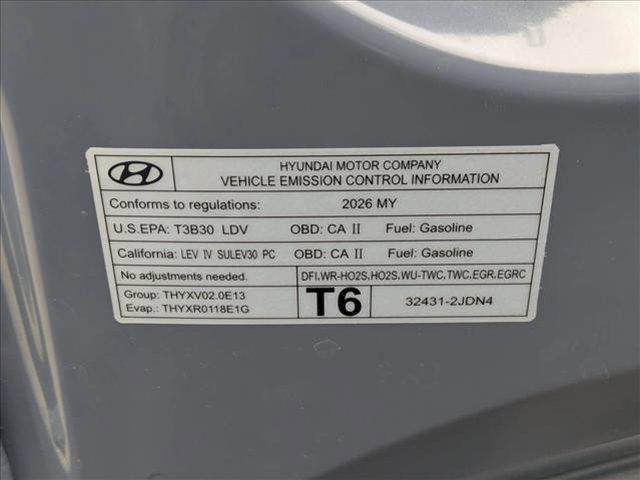 HYUNDAI MOTOR COMPANY
VEHICLE EMISSION CONTROL INFORMATION
Conforms to regulations: 2026 MY
U.S.EPA: T3B30 LDV OBD: CA II Fuel: Gasoline
California: LEV IV SULEV30 PC OBD: CA II Fuel: Gasoline
No adjustments needed. DFI,WR-HO2S,HO2S,WU-TWC,TWC,EGR,EGRC
Group: THYXV02.0E13
Evap.: THYXR0118E1G
T6 32431-2JDN4